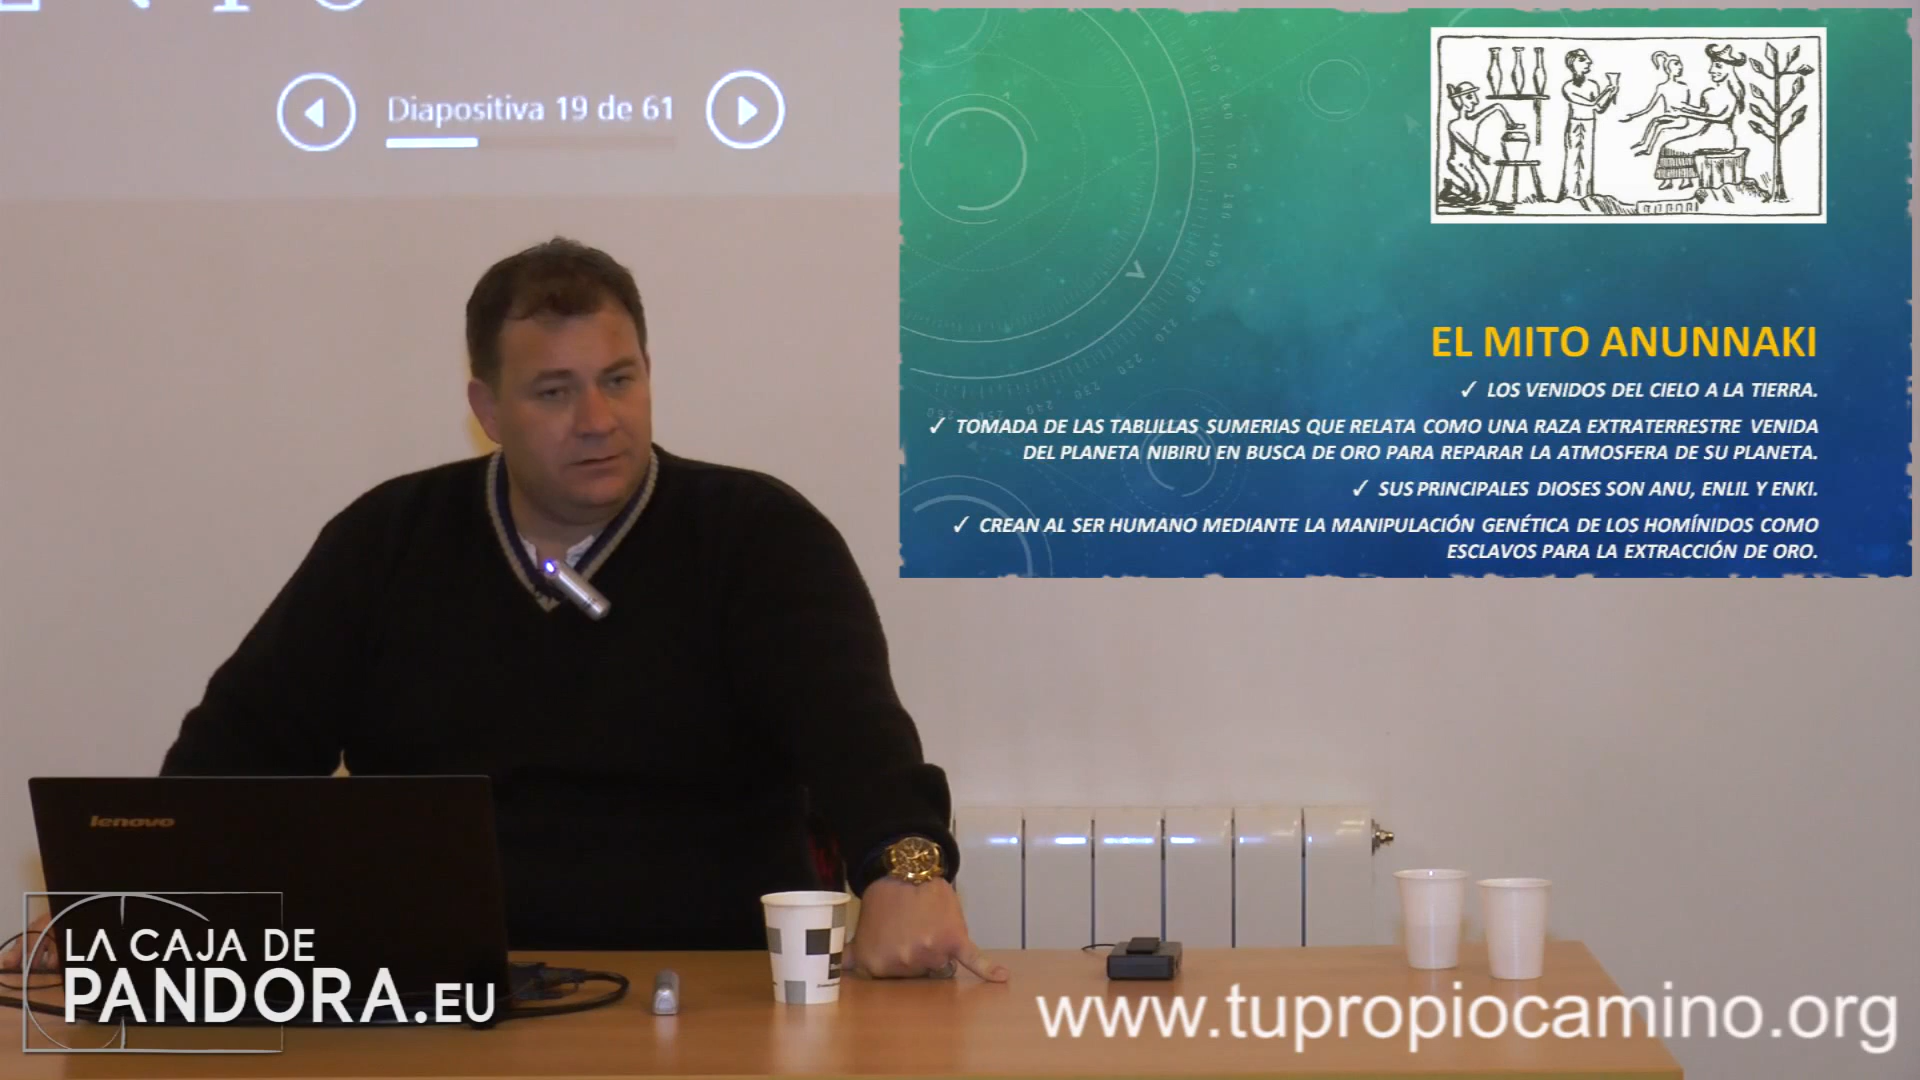 Diapositiva 19 de 61
EL MITO ANUNNAKI
✓ LOS VENIDOS DEL CIELO A LA TIERRA.
✓ TOMADA DE LAS TABLILLAS SUMERIAS QUE RELATA COMO UNA RAZA EXTRATERRESTRE VENIDA
DEL PLANETA NIBIRU EN BUSCA DE ORO PARA REPARAR LA ATMOSFERA DE SU PLANETA.
✓ SUS PRINCIPALES DIOSES SON ANU, ENLIL Y ENKI.
✓ CREAN AL SER HUMANO MEDIANTE LA MANIPULACIÓN GENÉTICA DE LOS HOMÍNIDOS COMO
ESCLAVOS PARA LA EXTRACCIÓN DE ORO.
lenovo
LA CAJA DE
PANDORA.EU
www.tupropiocamino.org